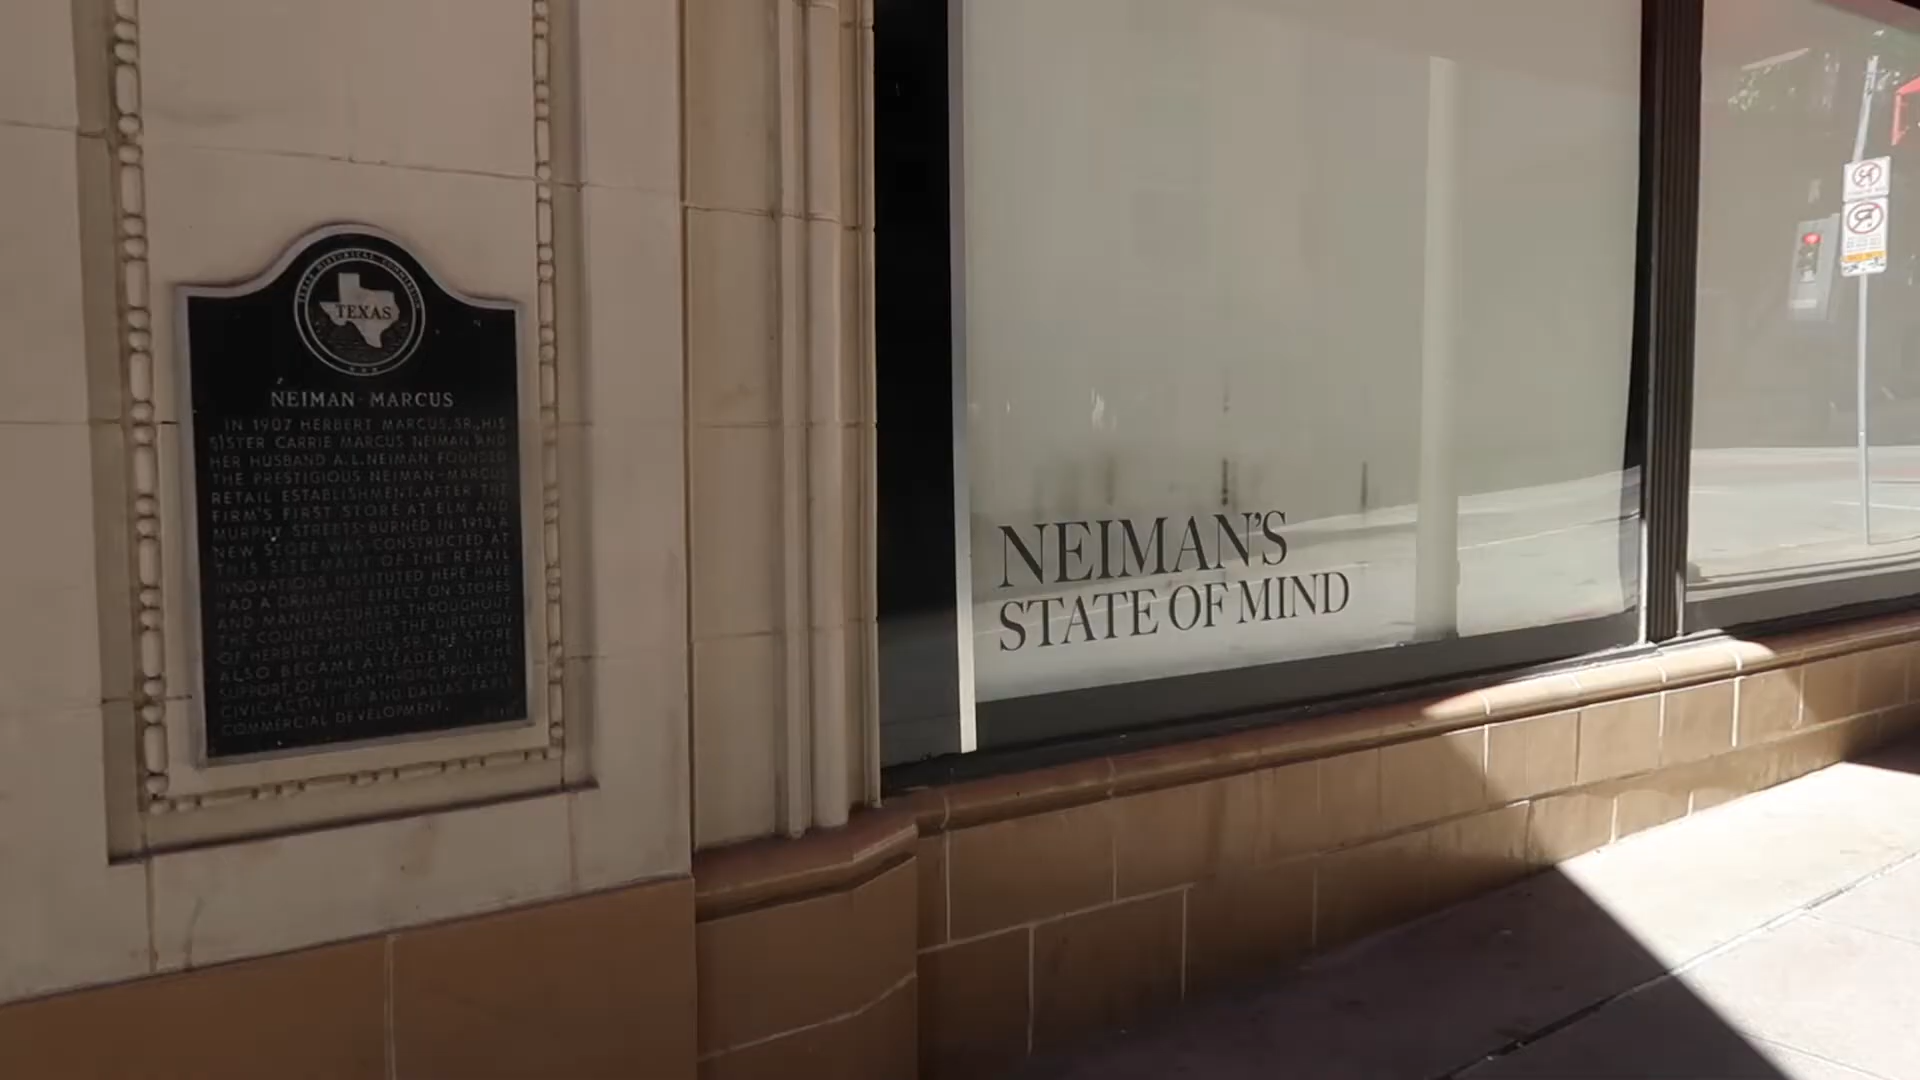 TEXAS HISTORICAL COMMISSION
TEXAS
NEIMAN-MARCUS
IN 1907 HERBERT MARCUS, SR., HIS
SISTER CARRIE MARCUS NEIMAN AND
HER HUSBAND A. L. NEIMAN FOUNDED
THE PRESTIGIOUS NEIMAN-MARCUS
RETAIL ESTABLISHMENT. AFTER THE
FIRM'S FIRST STORE AT ELM AND
MURPHY STREETS BURNED IN 1913, A
NEW STORE WAS CONSTRUCTED AT
THIS SITE. MANY OF THE RETAIL
INNOVATIONS INSTITUTED HERE HAVE
HAD A DRAMATIC EFFECT ON STORES
AND MANUFACTURERS THROUGHOUT
THE COUNTRY. UNDER THE DIRECTION
OF HERBERT MARCUS, SR., THE STORE
ALSO BECAME A LEADER IN THE
SUPPORT OF PHILANTHROPIC PROJECTS,
CIVIC ACTIVITIES AND DALLAS' EARLY
COMMERCIAL DEVELOPMENT.
NEIMAN'S
STATE OF MIND